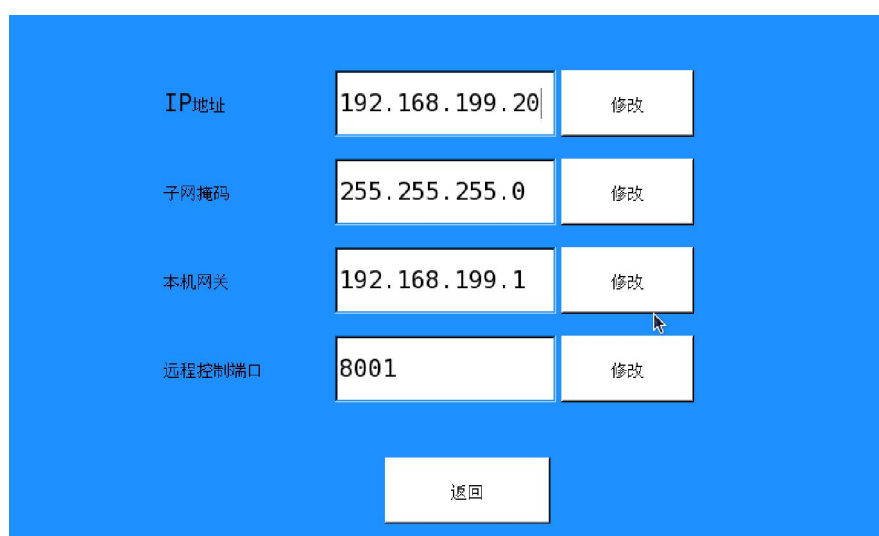 IP地址 192.168.199.20 修改
子网掩码 255.255.255.0 修改
本机网关 192.168.199.1 修改
远程控制端口 8001 修改
返回